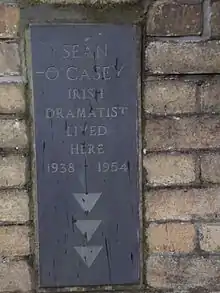 SEAN
O'CASEY
IRISH
DRAMATIST
LIVED
HERE
1938 - 1954